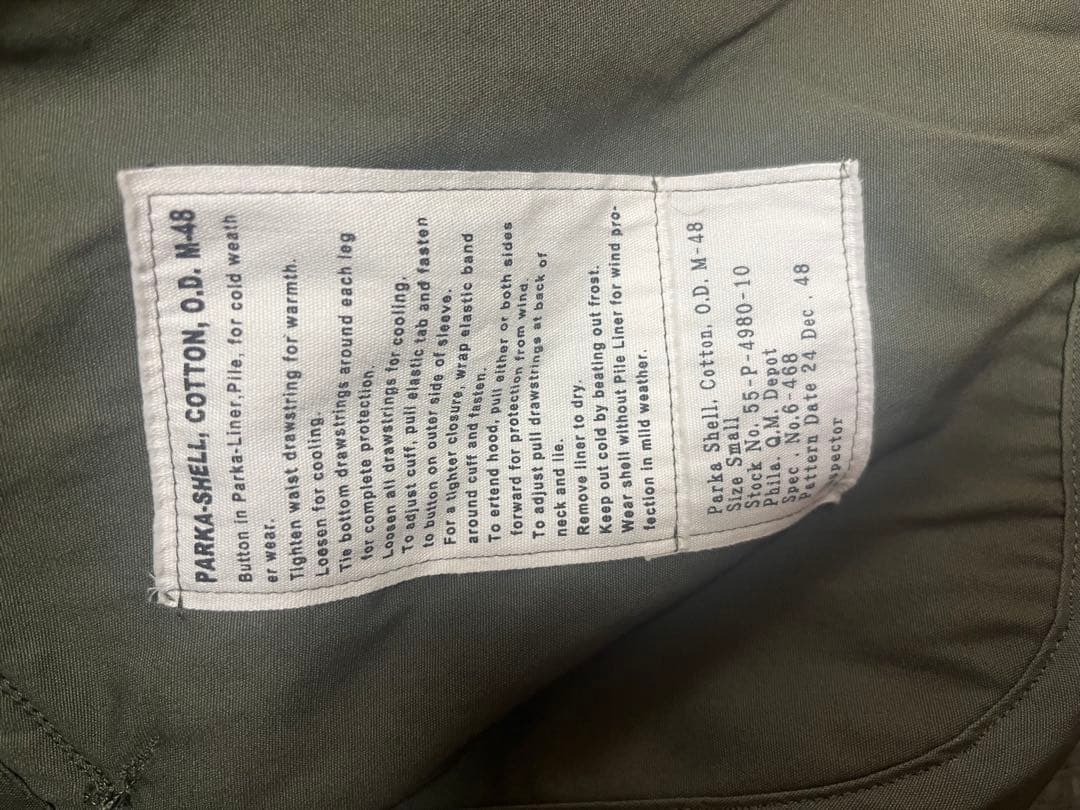 PARKA-SHELL, COTTON, O.D. M-48
Button in Parka-Liner,Pile, for cold weath
er wear.
Tighten waist drawstring for warmth.
Loesen for cooling.
Tie bottom drawstrings around each leg
for complete protection.
Loosen all drawstrings for cooling.
To adjust cuff, pull elastic tab and fasten
to button on outer side of sleeve.
For a tighter closure, wrap elastic band
around cuff and fasten.
To ertend hood, pull either or both sides
forward for protection from wind.
To adjust pull drawstrings at back of
neck and lie.
Remove liner to dry.
Keep out cold by beating out frost.
Wear shell without Pile Liner for wind pro-
tection in mild weather.
Parka Shell, Cotton, O.D. M-48
Size Small
Stock No. 55-P-4980-10
Phila. Q.M. Depot
Spec. No.6-468
Pettern Date 24 Dec. 48
nspector